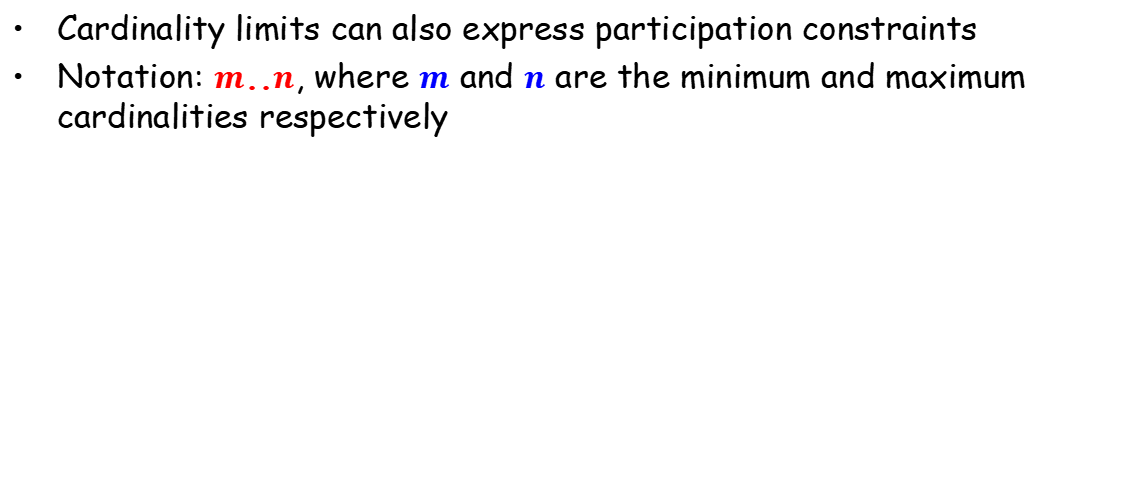 • Cardinality limits can also express participation constraints
• Notation: m..n, where m and n are the minimum and maximum
cardinalities respectively